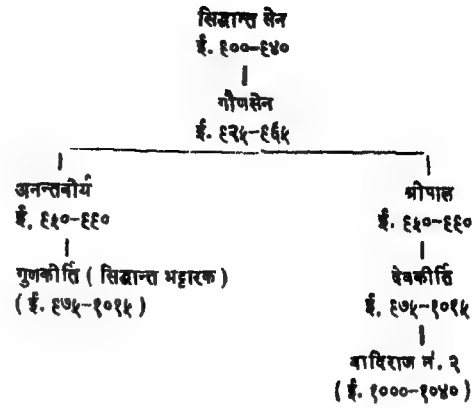 सिद्धान्त सेन
ई. ९००-९४०
गौणसेन
ई. ९२५-९६५
अनन्तवीर्य
ई. ९५०-९९०
गुणकीर्ति ( सिद्धान्त भट्टारक )
( ई. ९७५-१०१५ )
श्रीपाल
ई. ९५०-९९०
देवकीर्ति
ई. ९७५-१०१५
वादिराज नं. २
( ई. १०००-१०४० )